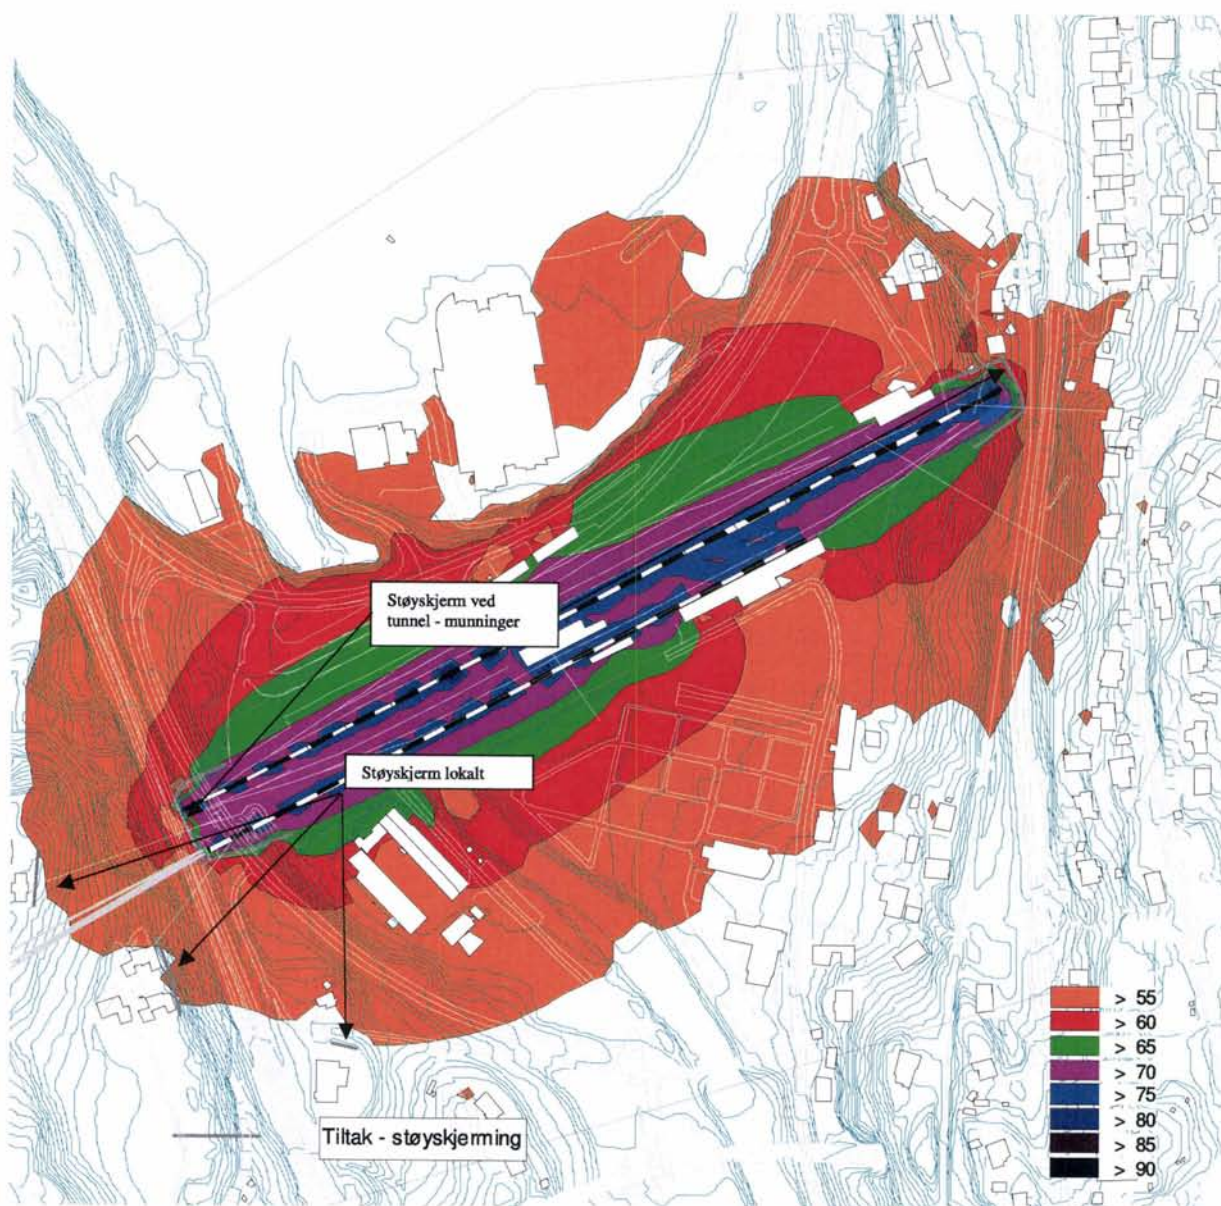 Støyskjerm ved
tunnel - munninger
Støyskjerm lokalt
> 55
> 60
> 65
> 70
> 75
> 80
> 85
> 90
Tiltak - støyskjerming